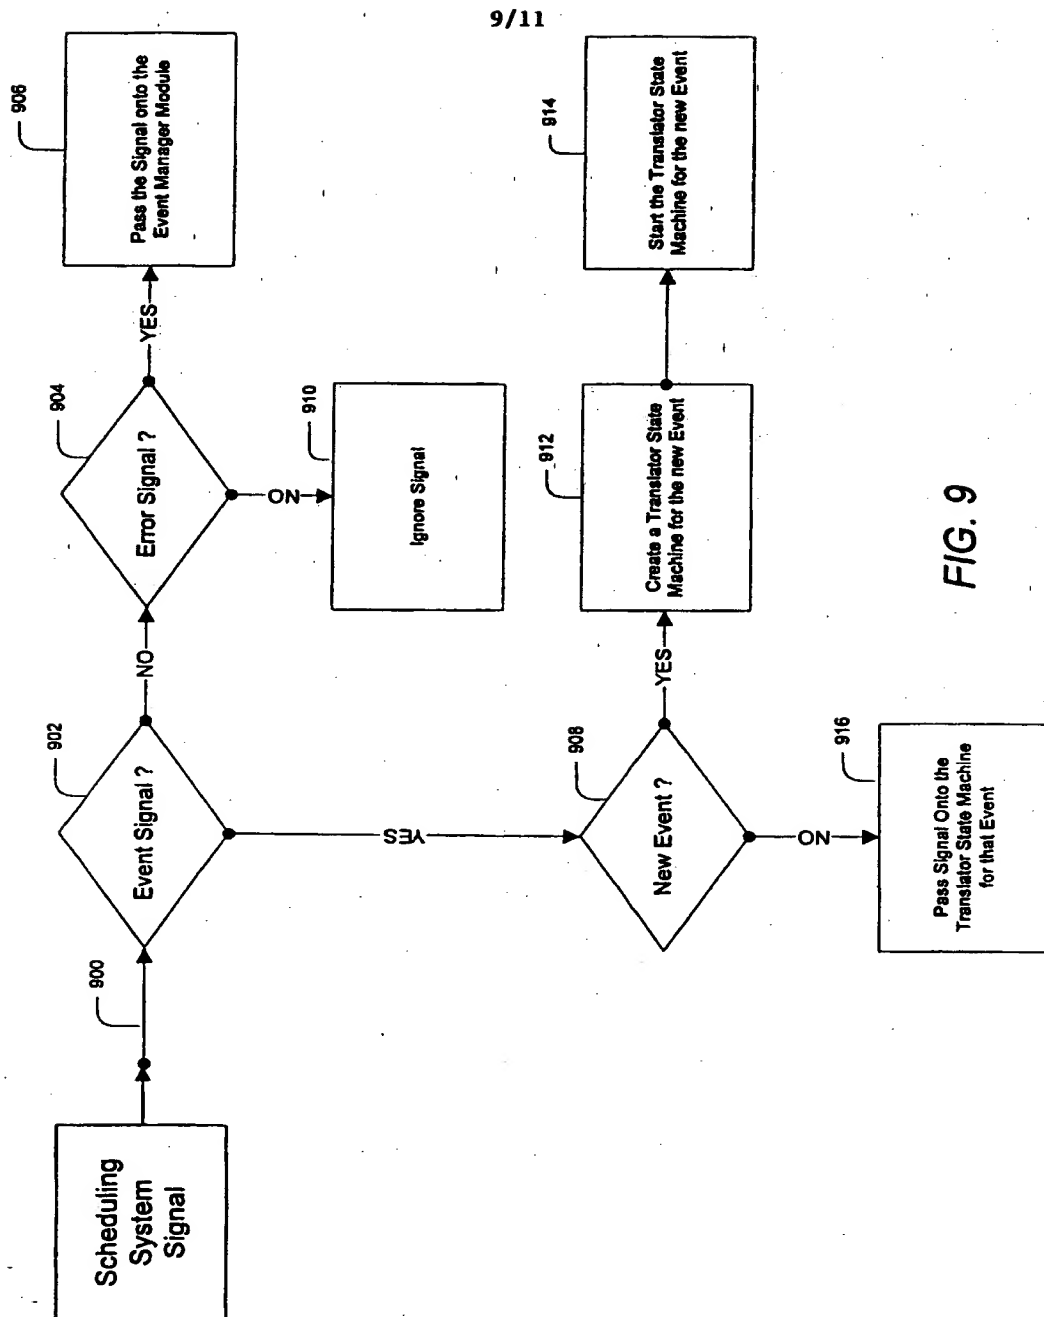 9/11
Scheduling
System
Signal
900
902
Event Signal ?
NO
904
Error Signal ?
YES
906
Pass the Signal onto the
Event Manager Module
NO
910
Ignore Signal
YES
908
New Event ?
YES
912
Create a Translator State
Machine for the new Event
914
Start the Translator State
Machine for the new Event
NO
916
Pass Signal Onto the
Translator State Machine
for that Event
FIG. 9